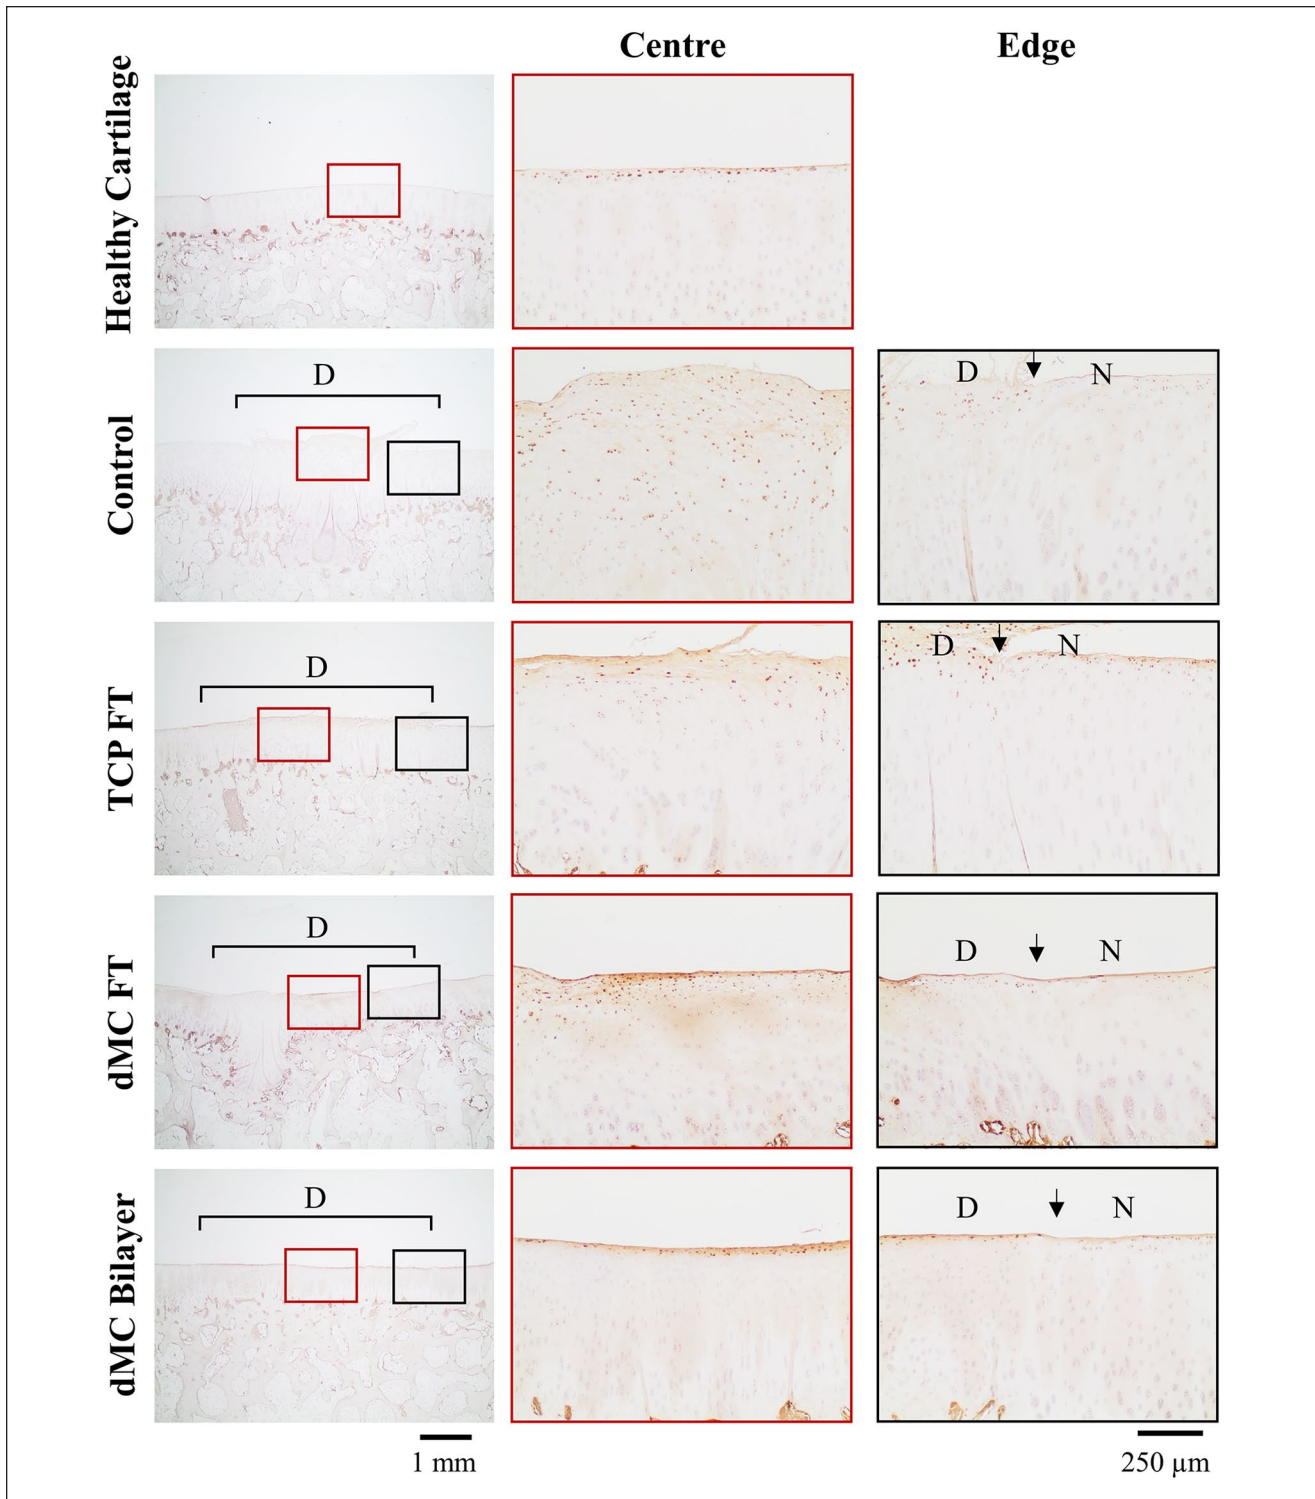 Centre
Edge
Healthy Cartilage
Control
D
D
N
TCP FT
D
D
N
dMC FT
D
D
N
dMC Bilayer
D
D
N
1 mm
250 µm